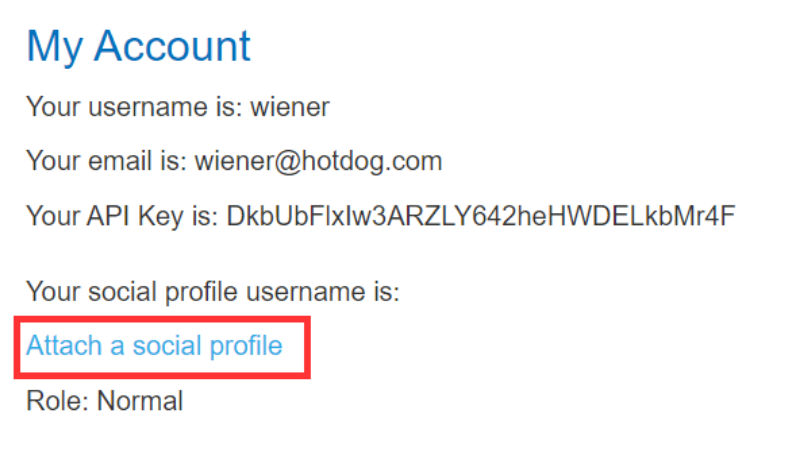 My Account
Your username is: wiener
Your email is: wiener@hotdog.com
Your API Key is: DkbUbFlxIw3ARZLY642heHWDELkbMr4F
Your social profile username is:
Attach a social profile
Role: Normal